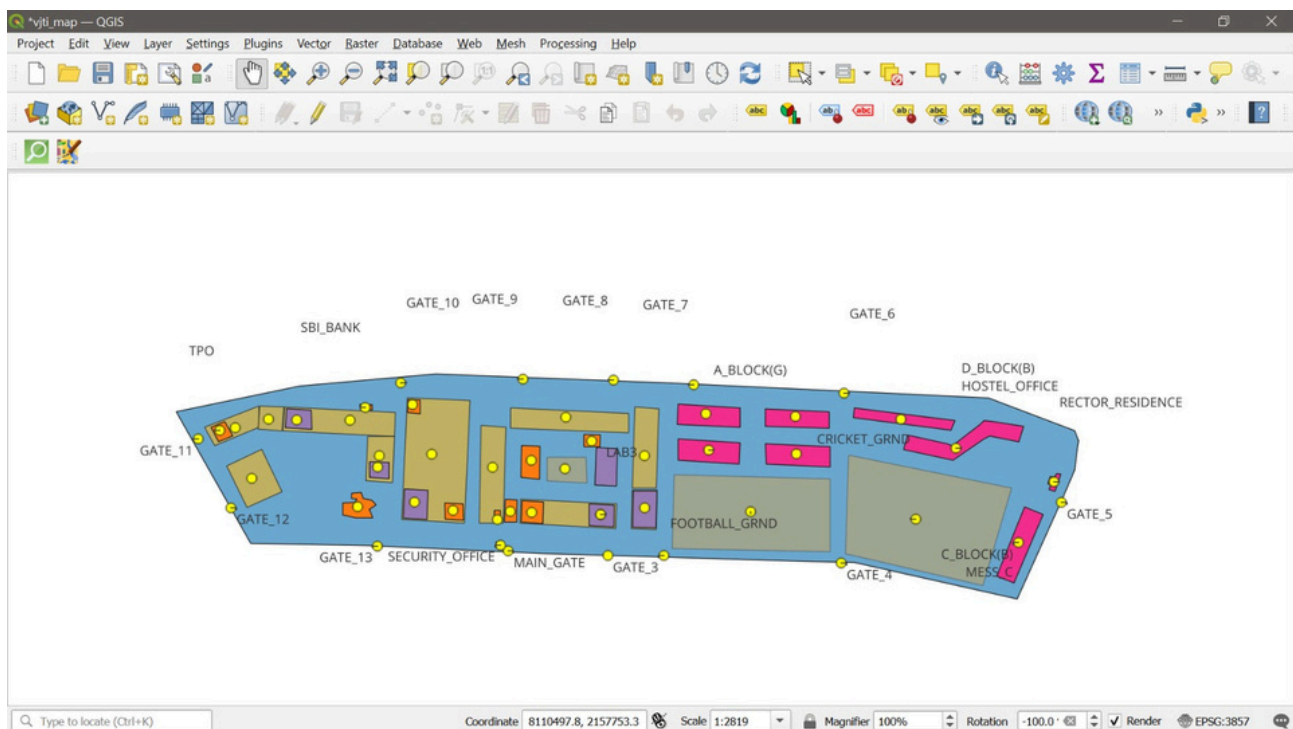 *vjti_map — QGIS
Project Edit View Layer Settings Plugins Vector Raster Database Web Mesh Processing Help
GATE_10 GATE_9 GATE_8 GATE_7
GATE_6
SBI_BANK
TPO
A_BLOCK(G)
D_BLOCK(B)
HOSTEL_OFFICE
RECTOR_RESIDENCE
CRICKET_GRND
GATE_11
LAB3
GATE_12
FOOTBALL_GRND
GATE_5
GATE_13 SECURITY_OFFICE MAIN_GATE GATE_3
C_BLOCK(B)
MESS_C
GATE_4
Type to locate (Ctrl+K) Coordinate 8110497.8, 2157753.3 Scale 1:2819 Magnifier 100% Rotation -100.0 Render EPSG:3857